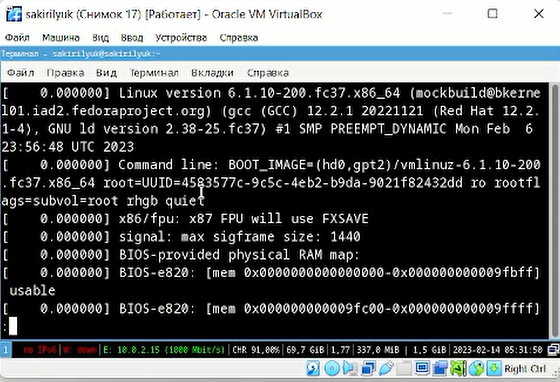 sakirilyuk (Снимок 17) [Работает] - Oracle VM VirtualBox
Файл Машина Вид Ввод Устройства Справка
Терминал - sakirilyuk@sakirilyuk:~
Файл Правка Вид Терминал Вкладки Справка
[    0.000000] Linux version 6.1.10-200.fc37.x86_64 (mockbuild@bkerne
l01.iad2.fedoraproject.org) (gcc (GCC) 12.2.1 20221121 (Red Hat 12.2.
1-4), GNU ld version 2.38-25.fc37) #1 SMP PREEMPT_DYNAMIC Mon Feb  6
23:56:48 UTC 2023
[    0.000000] Command line: BOOT_IMAGE=(hd0,gpt2)/vmlinuz-6.1.10-200
.fc37.x86_64 root=UUID=4583577c-9c5c-4eb2-b9da-9021f82432dd ro rootfl
ags=subvol=root rhgb quiet
[    0.000000] x86/fpu: x87 FPU will use FXSAVE
[    0.000000] signal: max sigframe size: 1440
[    0.000000] BIOS-provided physical RAM map:
[    0.000000] BIOS-e820: [mem 0x0000000000000000-0x000000000009fbff]
 usable
[    0.000000] BIOS-e820: [mem 0x000000000009fc00-0x000000000009ffff]
:
1 no IPv6|W: down|E: 10.0.2.15 (1000 Mbit/s)|CHR 91,00%|69,7 GiB|1,77|337,0 MiB | 1,5 GiB|2023-02-14 05:31:50
Right Ctrl